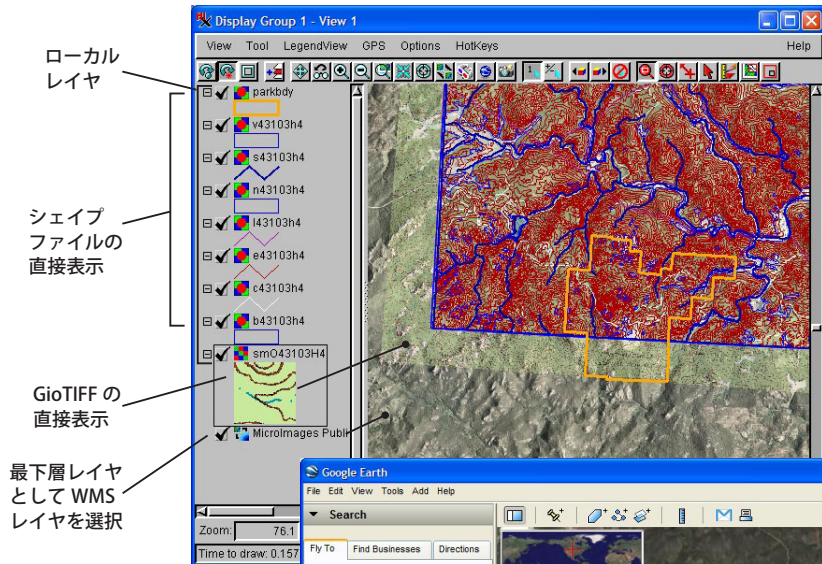 Display Group 1 - View 1
View Tool LegendView GPS Options HotKeys Help
ローカル
レイヤ
parkbdy
v43103h4
s43103h4
n43103h4
シェイプ
ファイルの
直接表示
l43103h4
e43103h4
c43103h4
b43103h4
smO43103H4
GioTIFF の
直接表示
MicroImages Publi
最下層レイヤ
として WMS
レイヤを選択
Zoom: 76.1
Time to draw: 0.157
Google Earth
File Edit View Tools Add Help
Search
Fly To Find Businesses Directions